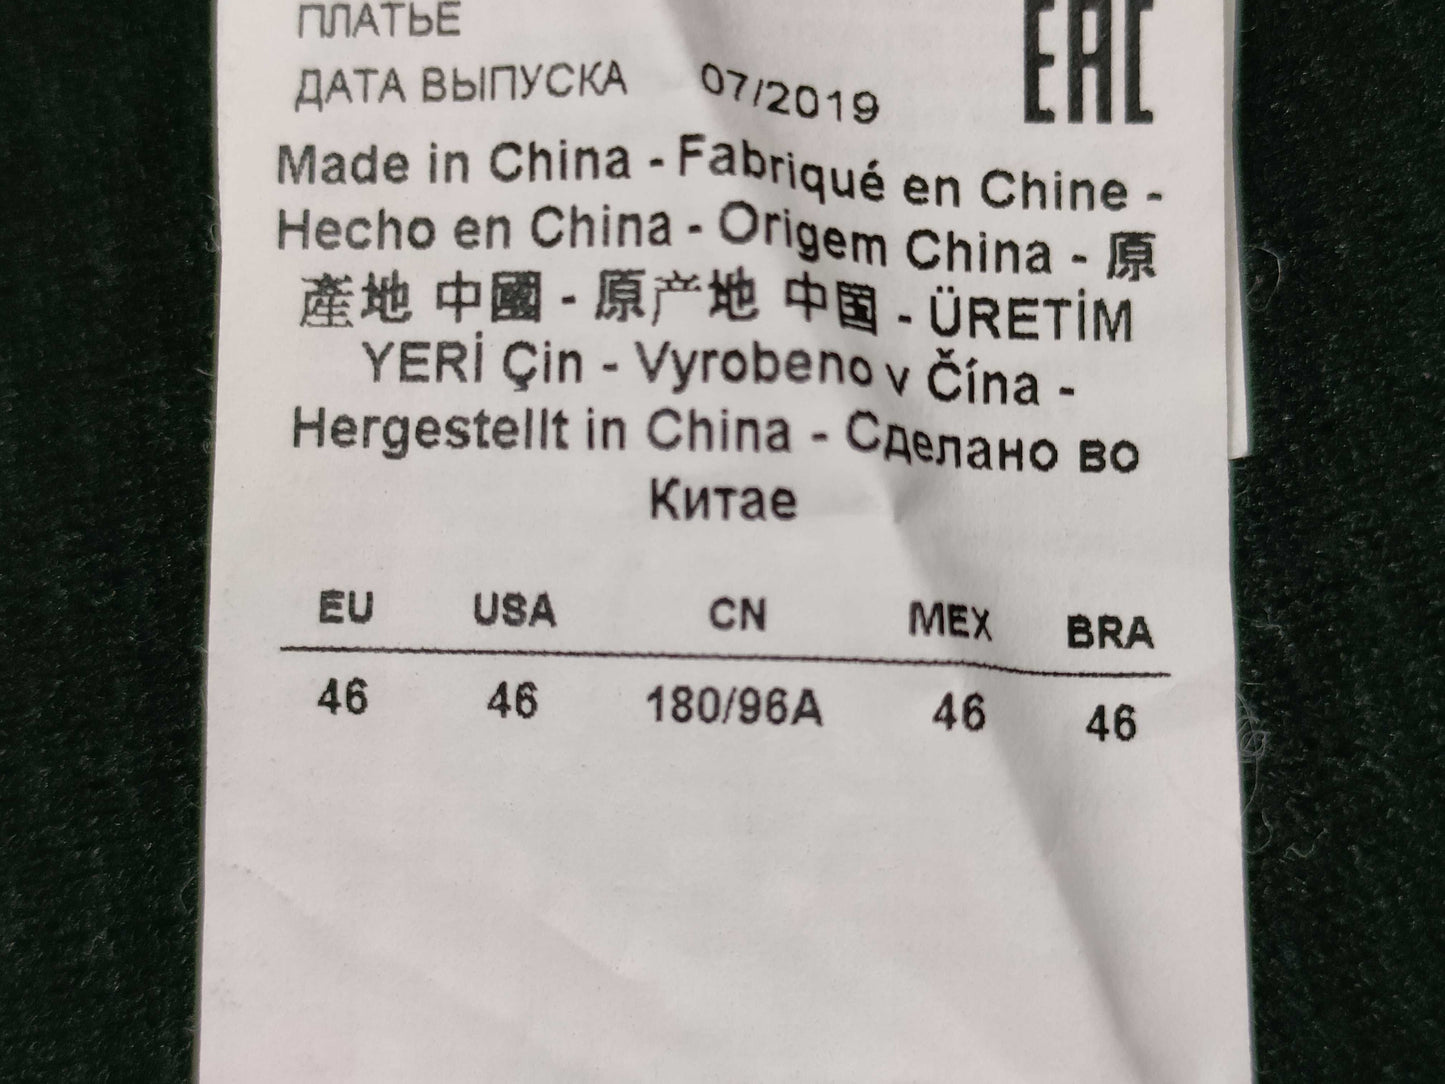 ПЛАТЬЕ
ДАТА ВЫПУСКА 07/2019 EAC
Made in China - Fabriqué en Chine -
Hecho en China - Origem China - 原
產地 中國 - 原产地 中国 - ÜRETİM
YERİ Çin - Vyrobeno v Čína -
Hergestellt in China - Сделано во
Китае
EU USA CN MEX BRA
46 46 180/96A 46 46